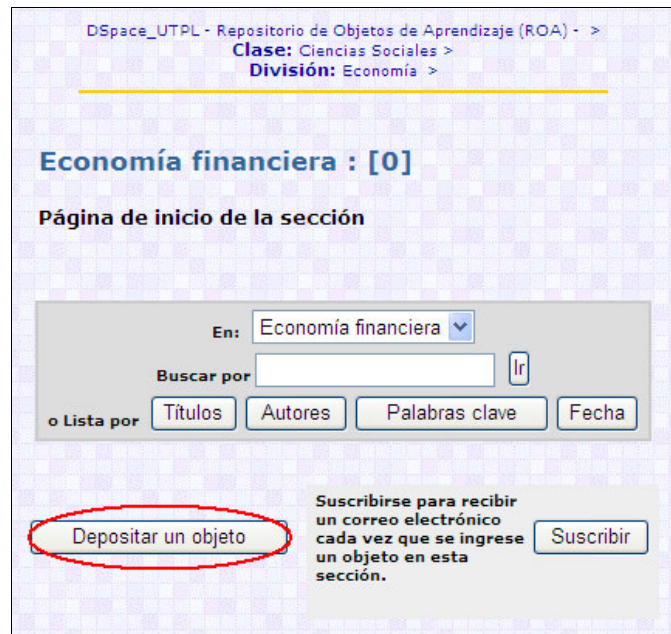 DSpace_UTPL - Repositorio de Objetos de Aprendizaje (ROA) - >
Clase: Ciencias Sociales >
División: Economía >
Economía financiera : [0]
Página de inicio de la sección
En: Economía financiera
Buscar por Ir
o Lista por Títulos Autores Palabras clave Fecha
Depositar un objeto
Suscribirse para recibir
un correo electrónico
cada vez que se ingrese
un objeto en esta
sección.
Suscribir